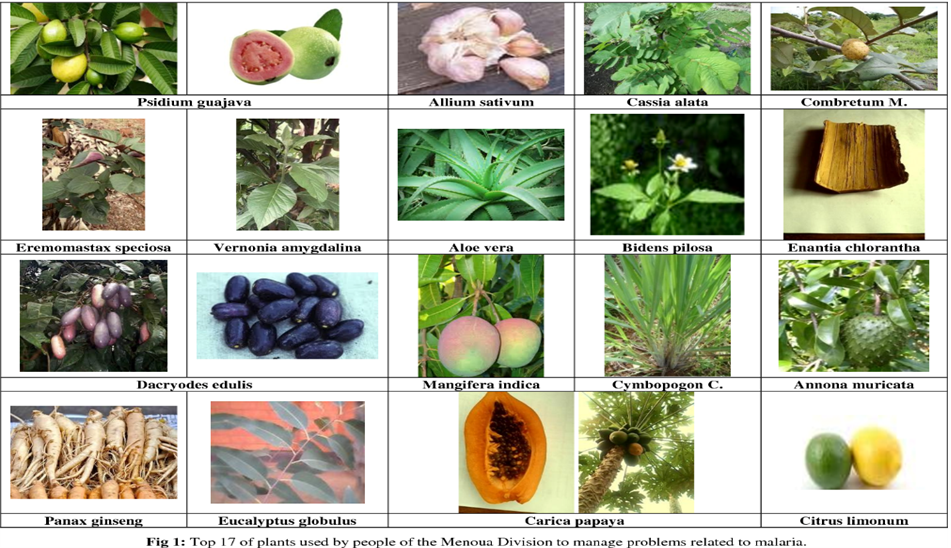 Psidium guajava Allium sativum Cassia alata Combretum M.
Eremomastax speciosa Vernonia amygdalina Aloe vera Bidens pilosa Enantia chlorantha
Dacryodes edulis Mangifera indica Cymbopogon C. Annona muricata
Panax ginseng Eucalyptus globulus Carica papaya Citrus limonum
Fig 1: Top 17 of plants used by people of the Menoua Division to manage problems related to malaria.